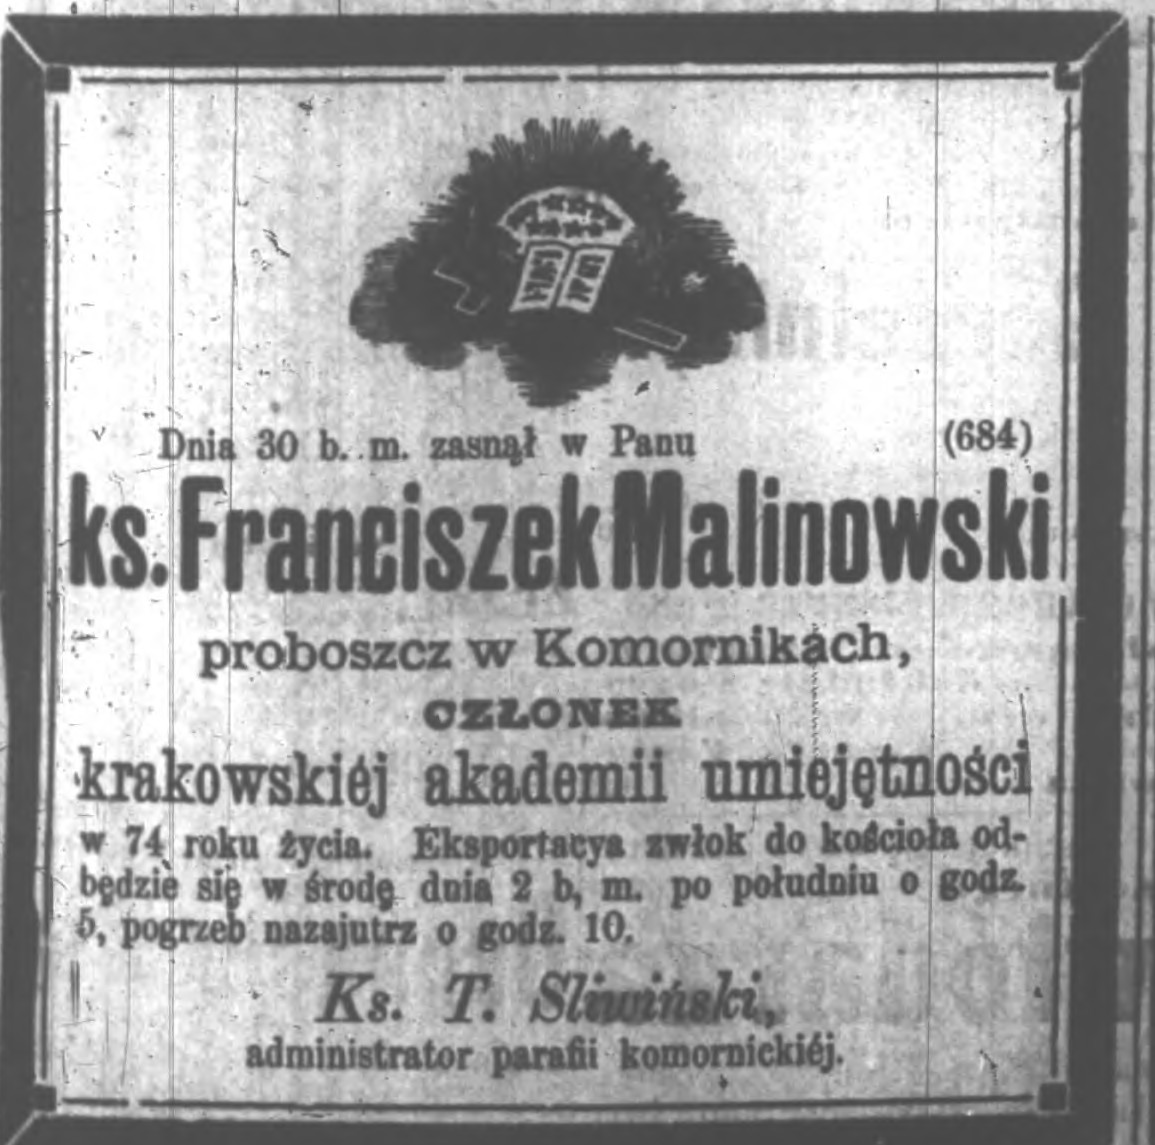 Dnia 30 b. m. zasnął w Panu (684)
ks. Franciszek Malinowski
proboszcz w Komornikach,
CZŁONEK
krakowskiéj akademii umiejętności
w 74 roku życia. Eksportacya zwłok do kościoła od-
będzie się w środę dnia 2 b, m. po południu o godz.
5, pogrzeb nazajutrz o godz. 10.
Ks. T. Sliwiński,
administrator parafii komornickiéj.